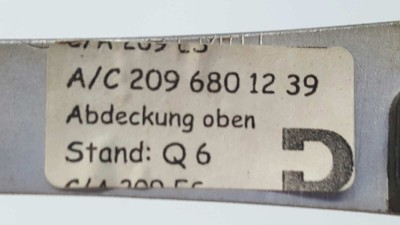 A/C 209 680 12 39
Abdeckung oben
Stand: Q 6